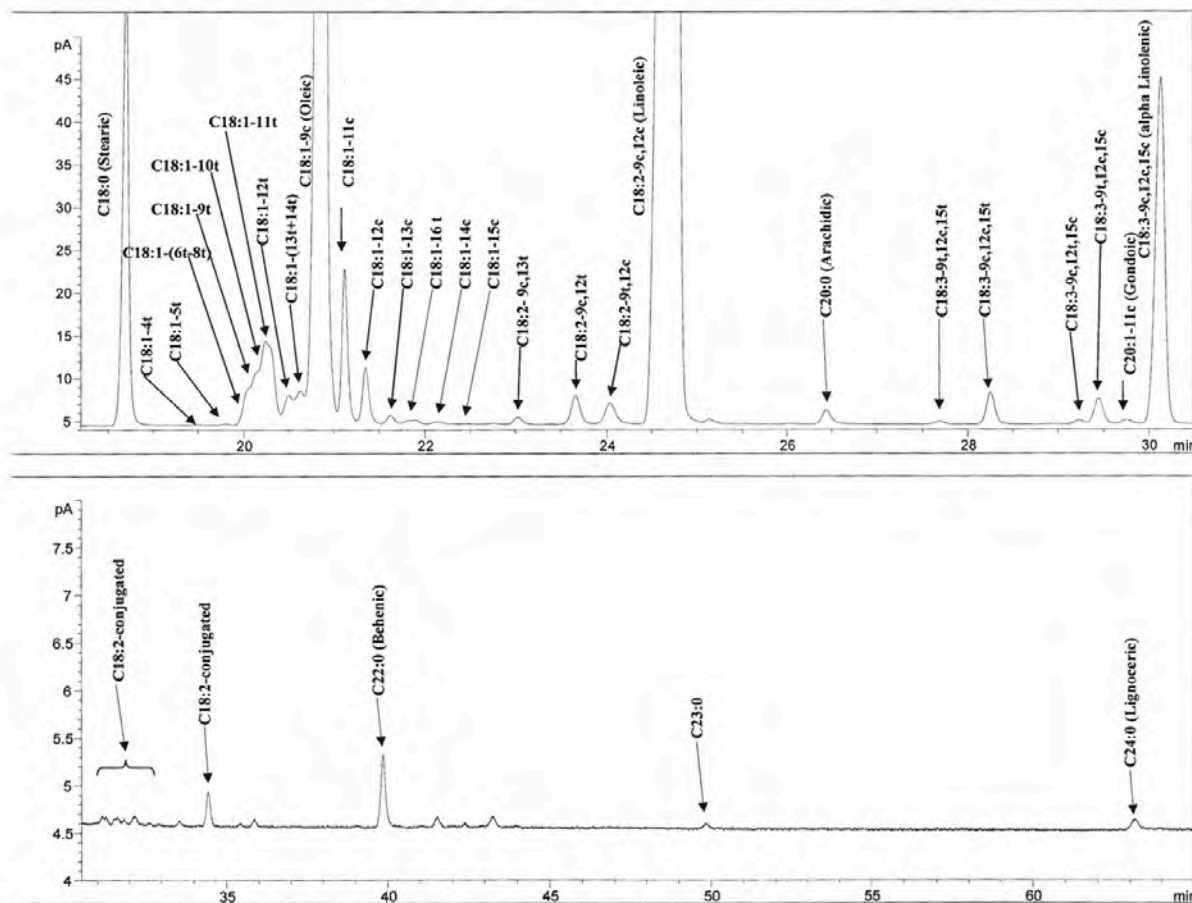 pA
45
40
35
30
25
20
15
10
5
C18:0 (Stearic)
C18:1-4t
C18:1-5t
C18:1-(6t-8t)
C18:1-9t
C18:1-10t
C18:1-11t
C18:1-12t
C18:1-(13t+14t)
C18:1-9c (Oleic)
C18:1-11c
C18:1-12c
C18:1-13c
C18:1-16 t
C18:1-14c
C18:1-15c
C18:2- 9c,13t
C18:2-9c,12t
C18:2-9t,12c
C18:2-9c,12c (Linoleic)
C20:0 (Arachidic)
C18:3-9t,12c,15t
C18:3-9c,12c,15t
C18:3-9c,12t,15c
C18:3-9t,12c,15c
C20:1-11c (Gondoic)
C18:3-9c,12c,15c (alpha Linolenic)
20 22 24 26 28 30 min
pA
7.5
7
6.5
6
5.5
5
4.5
4
C18:2-conjugated
C18:2-conjugated
C22:0 (Behenic)
C23:0
C24:0 (Lignoceric)
35 40 45 50 55 60 min